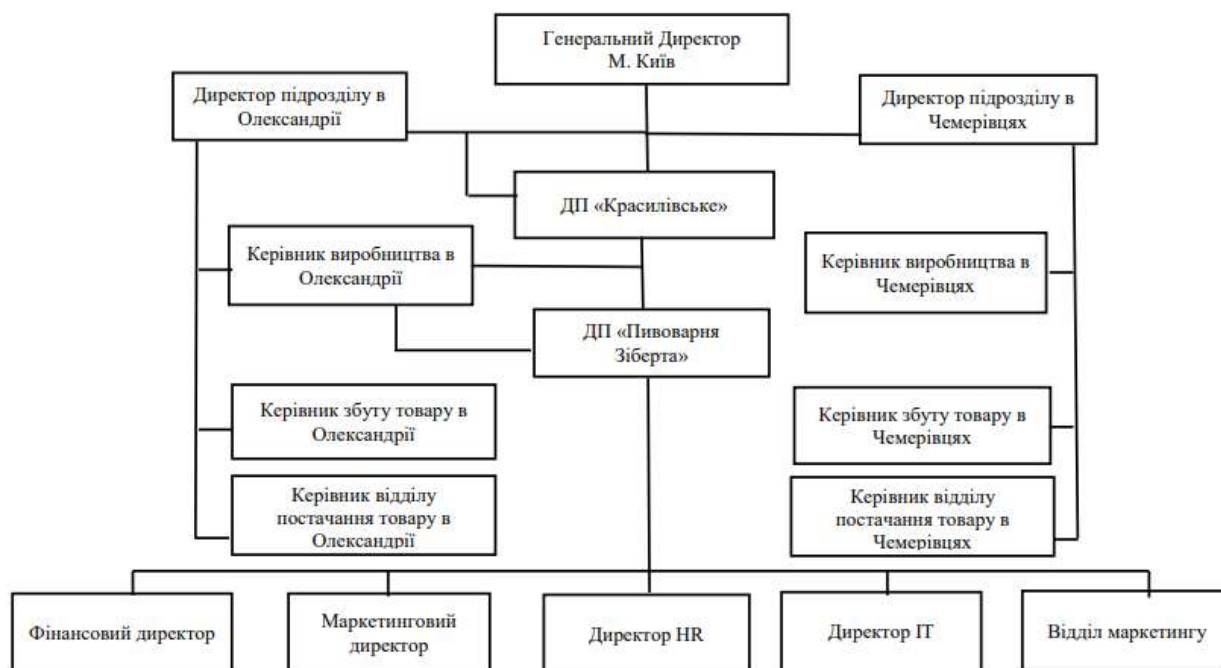 Генеральний Директор
М. Київ
Директор підрозділу в
Олександрії
Директор підрозділу в
Чемерівцях
ДП «Красилівське»
Керівник виробництва в
Олександрії
Керівник виробництва в
Чемерівцях
ДП «Пивоварня
Зіберта»
Керівник збуту товару в
Олександрії
Керівник збуту товару в
Чемерівцях
Керівник відділу
постачання товару в
Олександрії
Керівник відділу
постачання товару в
Чемерівцях
Фінансовий директор
Маркетинговий
директор
Директор HR
Директор ІТ
Відділ маркетингу